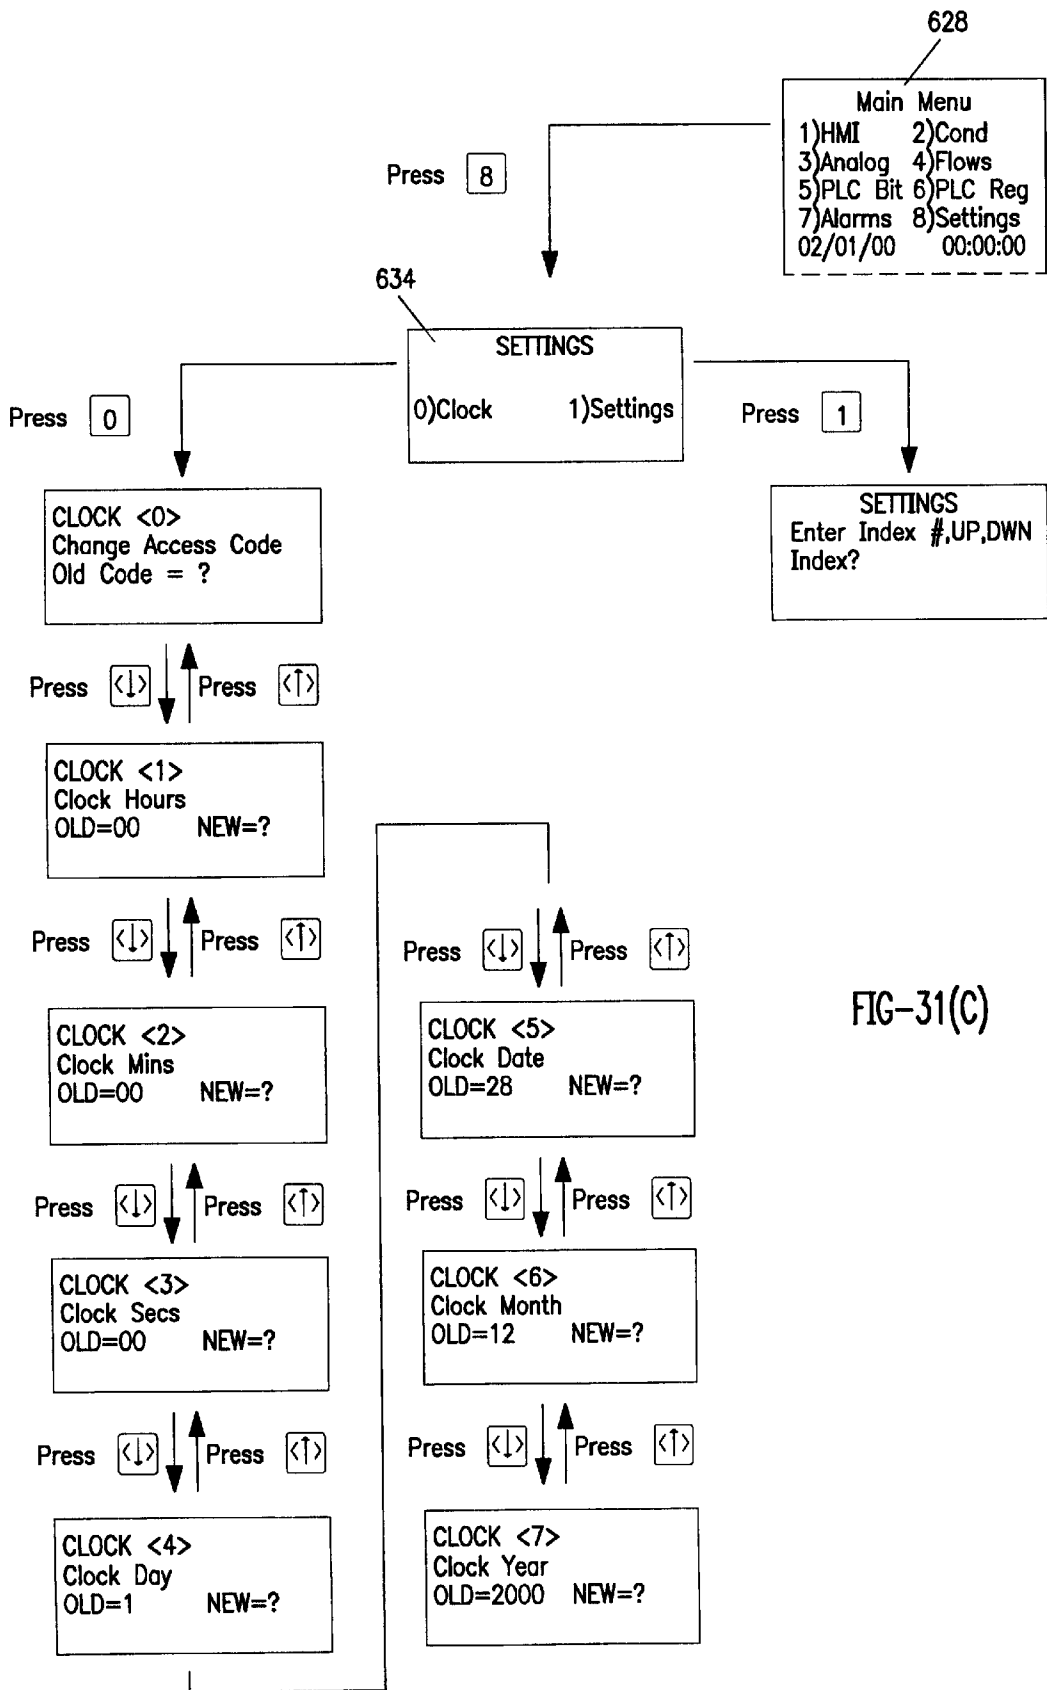 628
Main Menu
1)HMI 2)Cond
3)Analog 4)Flows
5)PLC Bit 6)PLC Reg
7)Alarms 8)Settings
02/01/00 00:00:00
Press 8
634
SETTINGS
0)Clock 1)Settings
Press 0
Press 1
CLOCK <0>
Change Access Code
Old Code = ?
SETTINGS
Enter Index #,UP,DWN
Index?
Press <↓> Press <↑>
CLOCK <1>
Clock Hours
OLD=00 NEW=?
Press <↓> Press <↑>
CLOCK <2>
Clock Mins
OLD=00 NEW=?
Press <↓> Press <↑>
CLOCK <3>
Clock Secs
OLD=00 NEW=?
Press <↓> Press <↑>
CLOCK <4>
Clock Day
OLD=1 NEW=?
Press <↓> Press <↑>
CLOCK <5>
Clock Date
OLD=28 NEW=?
Press <↓> Press <↑>
CLOCK <6>
Clock Month
OLD=12 NEW=?
Press <↓> Press <↑>
CLOCK <7>
Clock Year
OLD=2000 NEW=?
FIG-31(C)